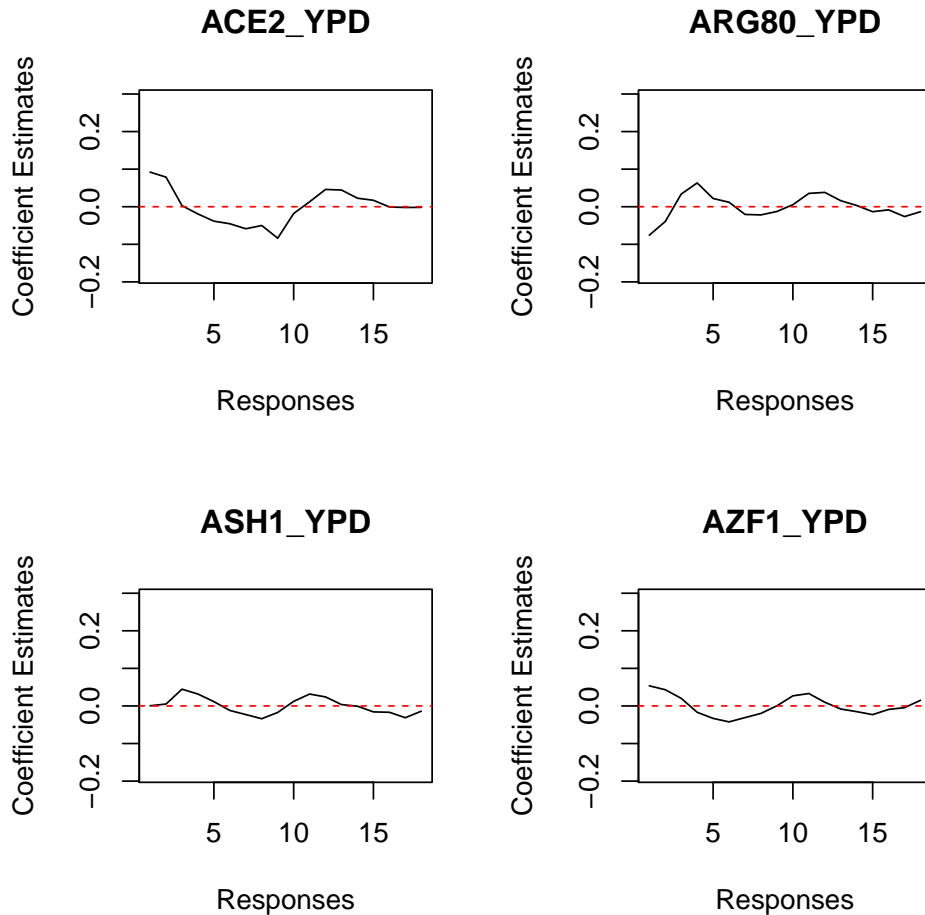 ACE2_YPD
Coefficient Estimates
0.2
0.0
−0.2
5
10
15
Responses
ARG80_YPD
Coefficient Estimates
0.2
0.0
−0.2
5
10
15
Responses
ASH1_YPD
Coefficient Estimates
0.2
0.0
−0.2
5
10
15
Responses
AZF1_YPD
Coefficient Estimates
0.2
0.0
−0.2
5
10
15
Responses